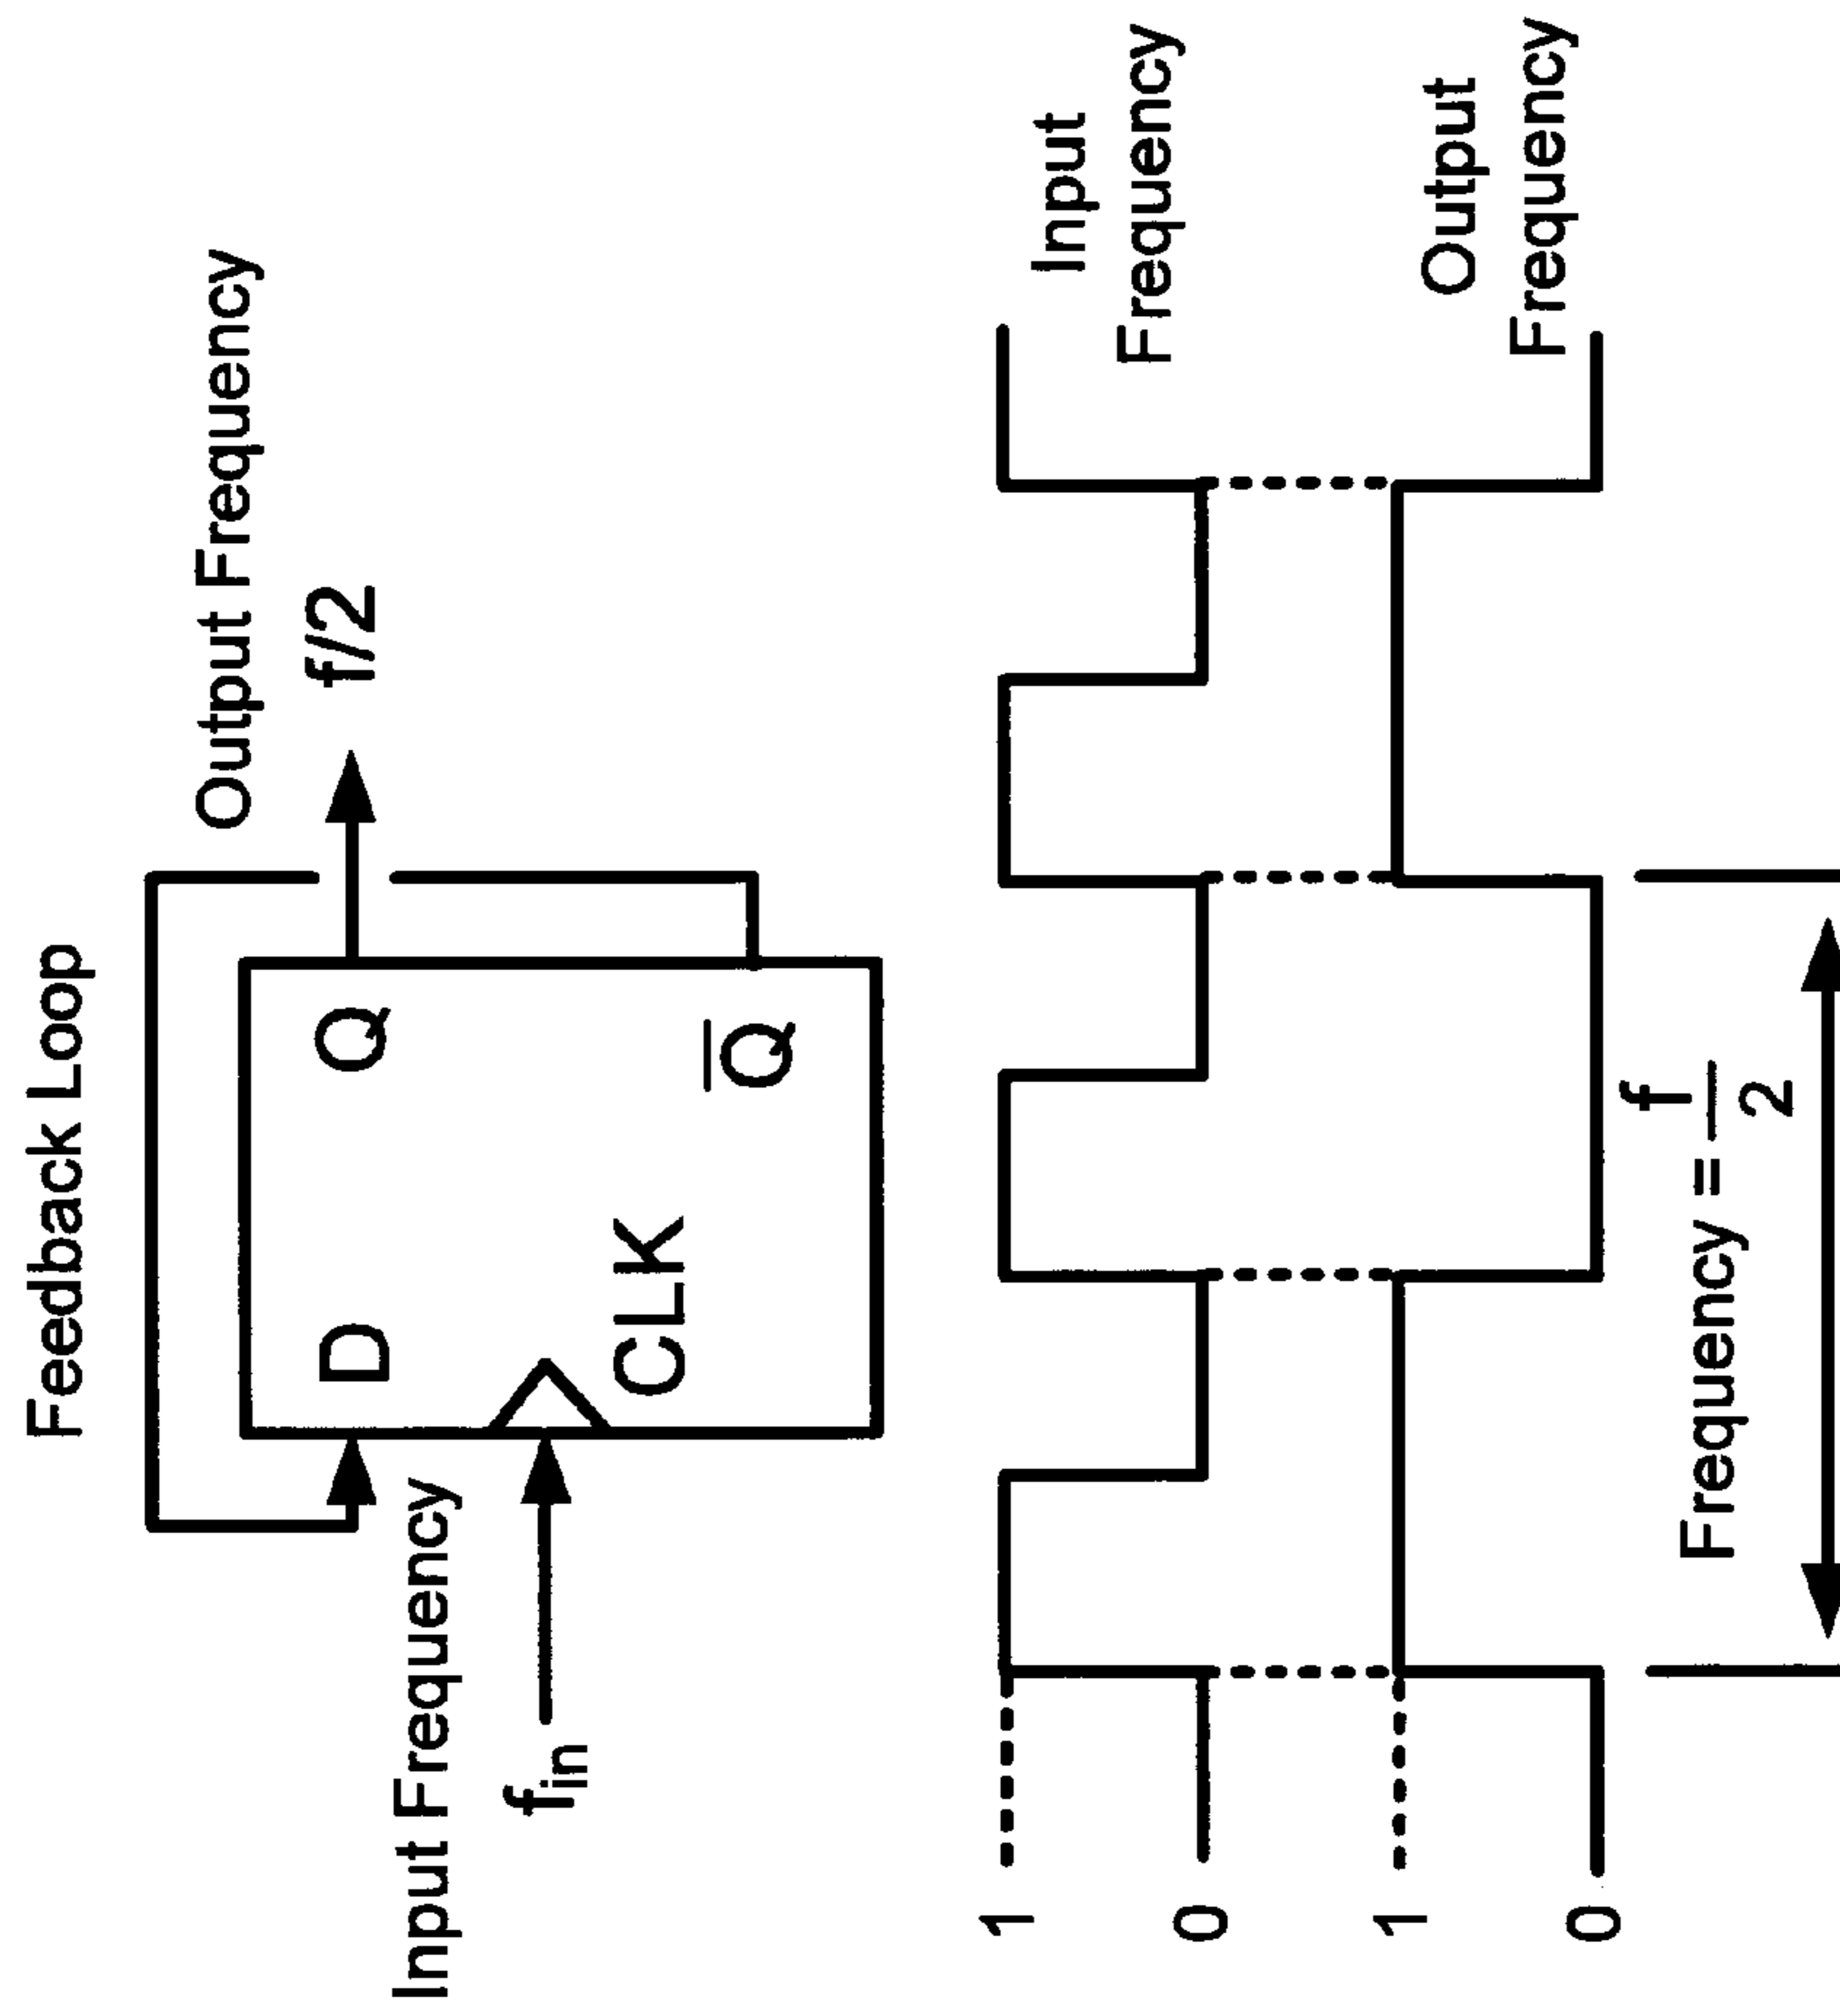 Feedback Loop
Output Frequency
f/2
D
Q
Input Frequency
f_in
CLK
Q̅
1
Input
Frequency
0
1
Output
Frequency
0
Frequency = f/2